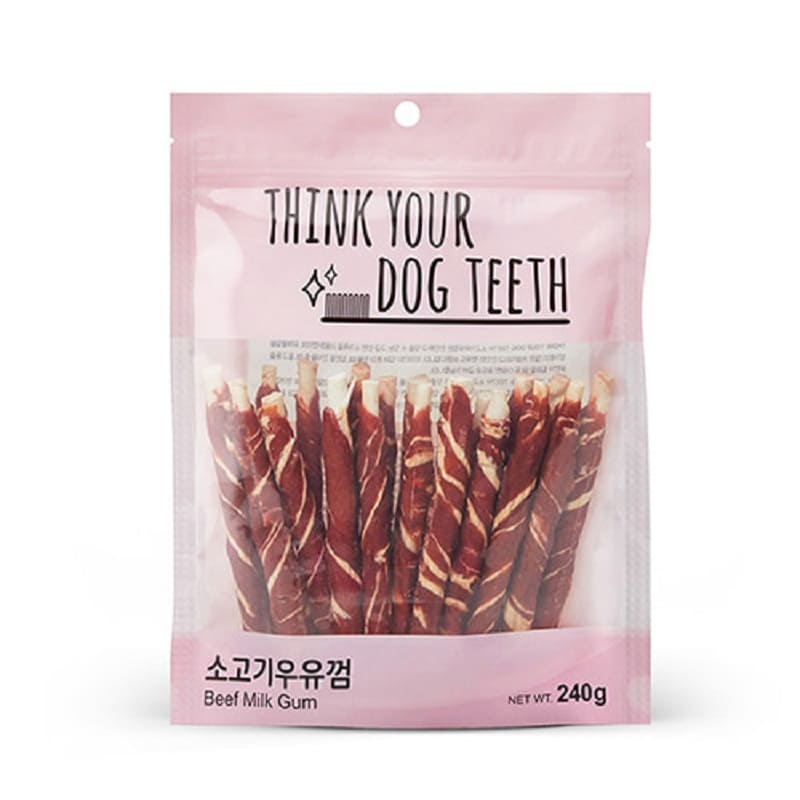 THINK YOUR
DOG TEETH
소고기우유껌
Beef Milk Gum
NET WT. 240g